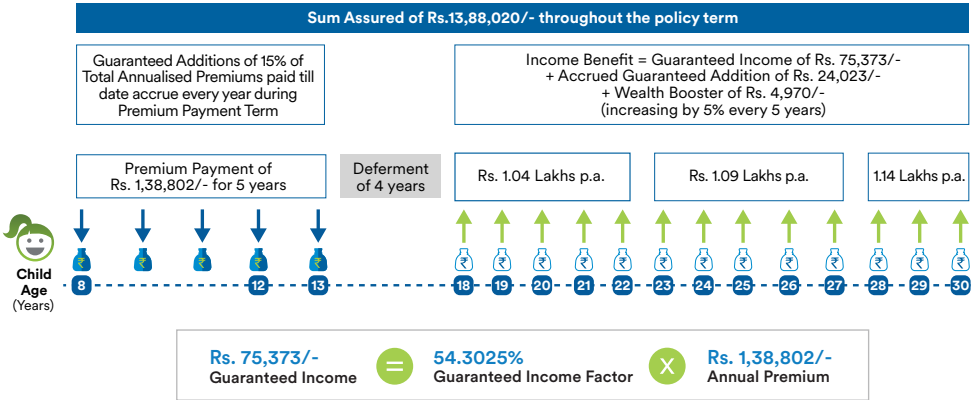 Sum Assured of Rs.13,88,020/- throughout the policy term
Guaranteed Additions of 15% of
Total Annualised Premiums paid till
date accrue every year during
Premium Payment Term
Income Benefit = Guaranteed Income of Rs. 75,373/-
+ Accrued Guaranteed Addition of Rs. 24,023/-
+ Wealth Booster of Rs. 4,970/-
(increasing by 5% every 5 years)
Premium Payment of
Rs. 1,38,802/- for 5 years
Deferment
of 4 years
Rs. 1.04 Lakhs p.a.
Rs. 1.09 Lakhs p.a.
1.14 Lakhs p.a.
₹ ₹ ₹ ₹ ₹ ₹ ₹ ₹ ₹ ₹ ₹ ₹ ₹ ₹ ₹ ₹ ₹ ₹
Child
Age
(Years)
8 12 13 18 19 20 21 22 23 24 25 26 27 28 29 30
Rs. 75,373/-
Guaranteed Income
=
54.3025%
Guaranteed Income Factor
X
Rs. 1,38,802/-
Annual Premium